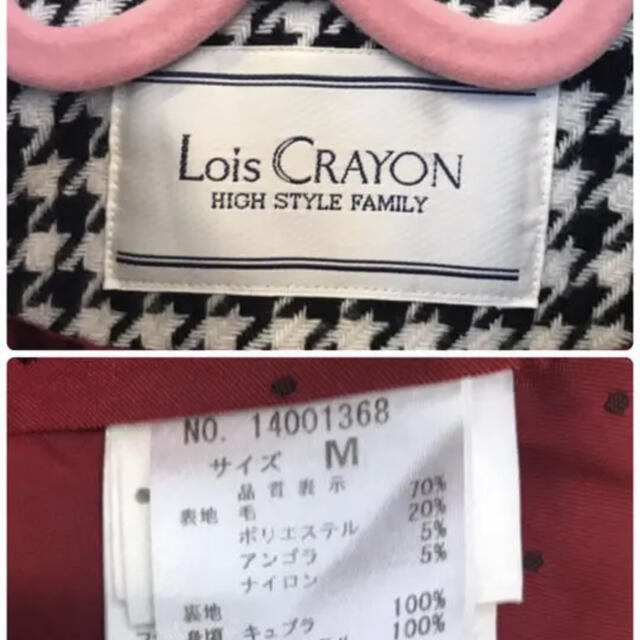 Lois CRAYON
HIGH STYLE FAMILY
NO. 14001368
サイズ M
品質表示
表地 毛 70%
ポリエステル 20%
アンゴラ 5%
ナイロン 5%
裏地
身頃 キュプラ 100%
100%